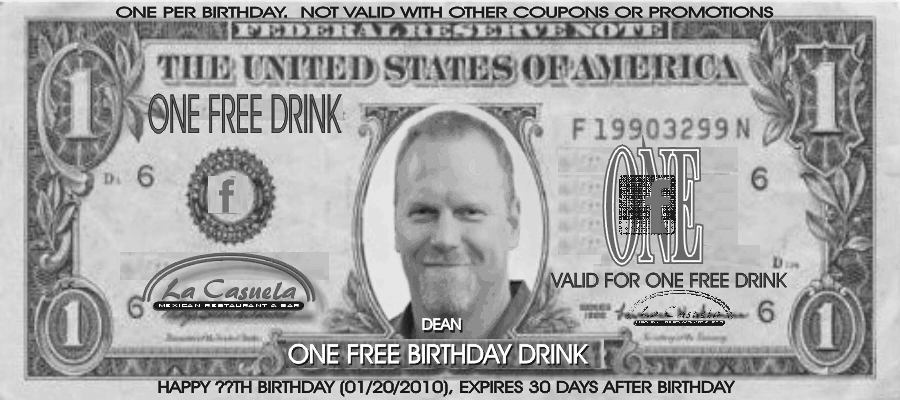 ONE PER BIRTHDAY. NOT VALID WITH OTHER COUPONS OR PROMOTIONS
FEDERAL RESERVE NOTE
THE UNITED STATES OF AMERICA
1
1
ONE FREE DRINK
F 19903299 N
D
6
f
ONE
f
6
D
VALID FOR ONE FREE DRINK
La Casuela
MEXICAN RESTAURANT & BAR
6
SERIES
6
1
1
DEAN
ONE FREE BIRTHDAY DRINK
HAPPY ??TH BIRTHDAY (01/20/2010), EXPIRES 30 DAYS AFTER BIRTHDAY